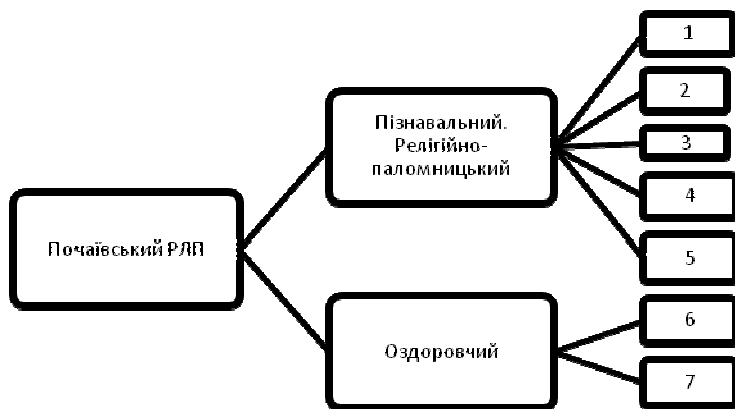 Почаївський РЛП
Пізнавальний.
Релігійно-
паломницький
Оздоровчий
1
2
3
4
5
6
7